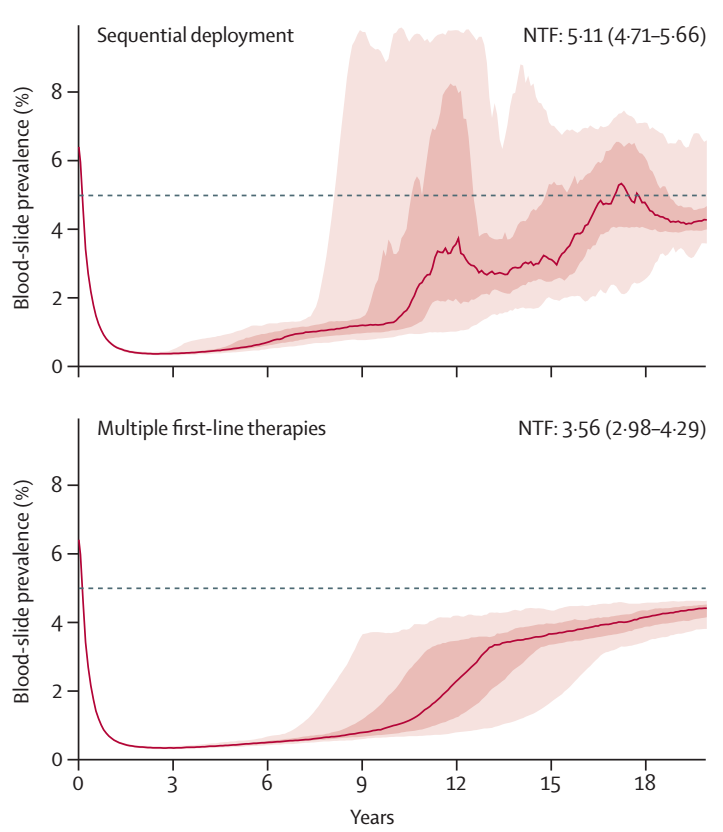 Sequential deployment
NTF: 5·11 (4·71–5·66)
Blood-slide prevalence (%)
8
6
4
2
0
Multiple first-line therapies
NTF: 3·56 (2·98–4·29)
Blood-slide prevalence (%)
8
6
4
2
0
0 3 6 9 12 15 18
Years